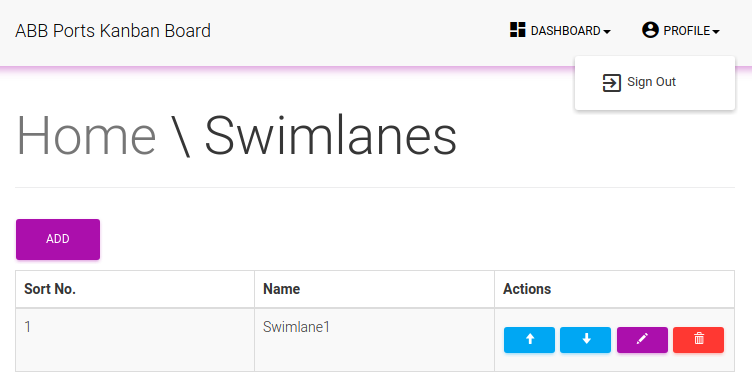 ABB Ports Kanban Board
DASHBOARD
PROFILE
Sign Out
Home \ Swimlanes
ADD
Sort No.
Name
Actions
1
Swimlane1